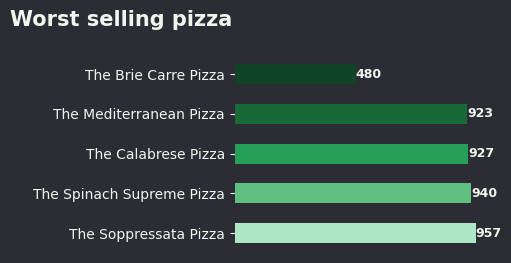 Worst selling pizza
The Brie Carre Pizza 480
The Mediterranean Pizza 923
The Calabrese Pizza 927
The Spinach Supreme Pizza 940
The Soppressata Pizza 957